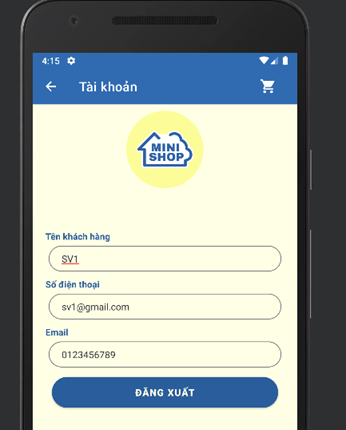 4:15
Tài khoản
MINI
SHOP
Tên khách hàng
SV1
Số điện thoại
sv1@gmail.com
Email
0123456789
ĐĂNG XUẤT